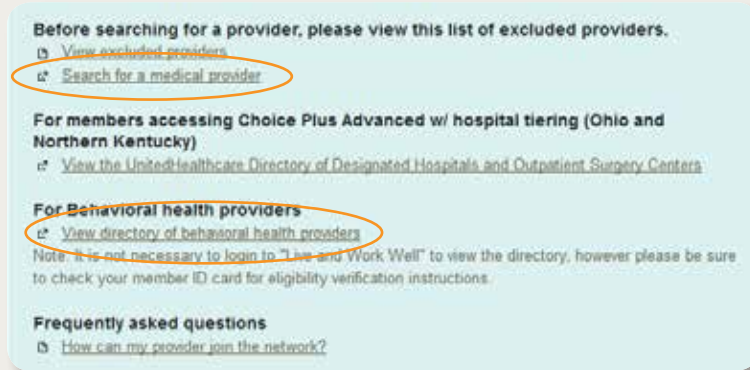 Before searching for a provider, please view this list of excluded providers.
View excluded providers
Search for a medical provider
For members accessing Choice Plus Advanced w/ hospital tiering (Ohio and
Northern Kentucky)
View the UnitedHealthcare Directory of Designated Hospitals and Outpatient Surgery Centers
For Behavioral health providers
View directory of behavioral health providers
Note: It is not necessary to login to "Live and Work Well" to view the directory, however please be sure
to check your member ID card for eligibility verification instructions.
Frequently asked questions
How can my provider join the network?